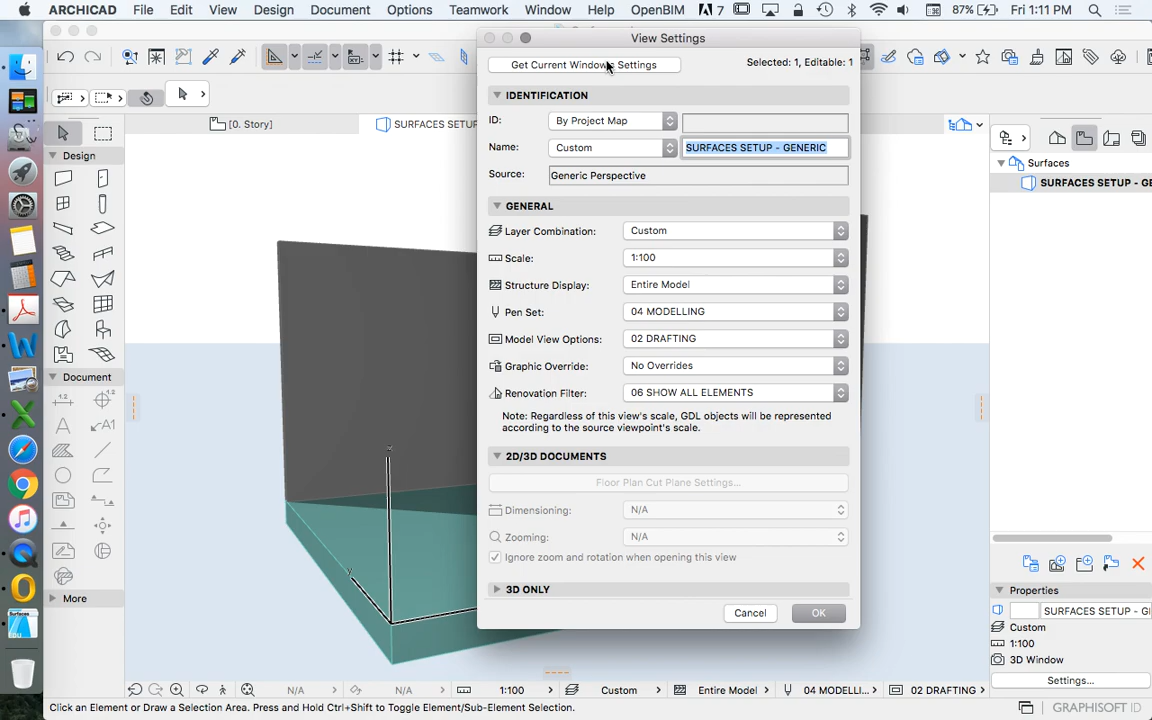 ARCHICAD File Edit View Design Document Options Teamwork Window Help OpenBIM 7 87% Fri 1:11 PM
View Settings
Get Current Window's Settings Selected: 1, Editable: 1
[0. Story] SURFACES SETUP
IDENTIFICATION
ID: By Project Map
Name: Custom SURFACES SETUP - GENERIC
Source: Generic Perspective
GENERAL
Layer Combination: Custom
Scale: 1:100
Structure Display: Entire Model
Pen Set: 04 MODELLING
Model View Options: 02 DRAFTING
Graphic Override: No Overrides
Renovation Filter: 06 SHOW ALL ELEMENTS
Note: Regardless of this view's scale, GDL objects will be represented
according to the source viewpoint's scale.
2D/3D DOCUMENTS
Floor Plan Cut Plane Settings...
Dimensioning: N/A
Zooming: N/A
Ignore zoom and rotation when opening this view
3D ONLY
Cancel OK
Design
Document
More
Surfaces
SURFACES SETUP - GE
Properties
SURFACES SETUP - GI
Custom
1:100
3D Window
Settings...
N/A N/A 1:100 Custom Entire Model 04 MODELLI... 02 DRAFTING
Click an Element or Draw a Selection Area. Press and Hold Ctrl+Shift to Toggle Element/Sub-Element Selection.
GRAPHISOFT ID